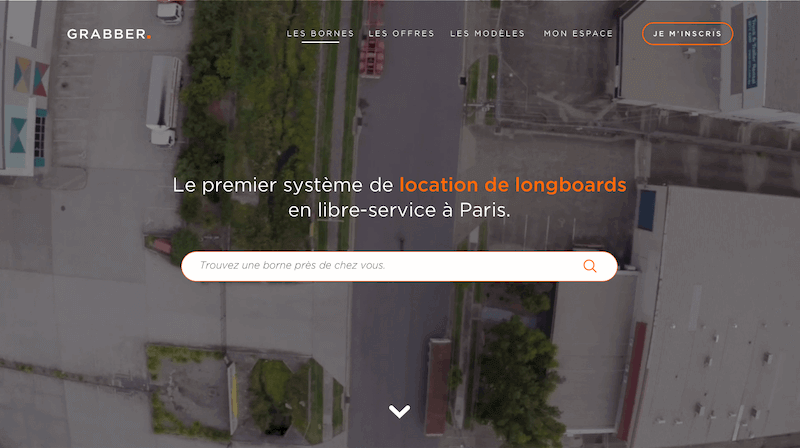 GRABBER.
LES BORNES LES OFFRES LES MODÈLES MON ESPACE JE M'INSCRIS
Le premier système de location de longboards
en libre-service à Paris.
Trouvez une borne près de chez vous.